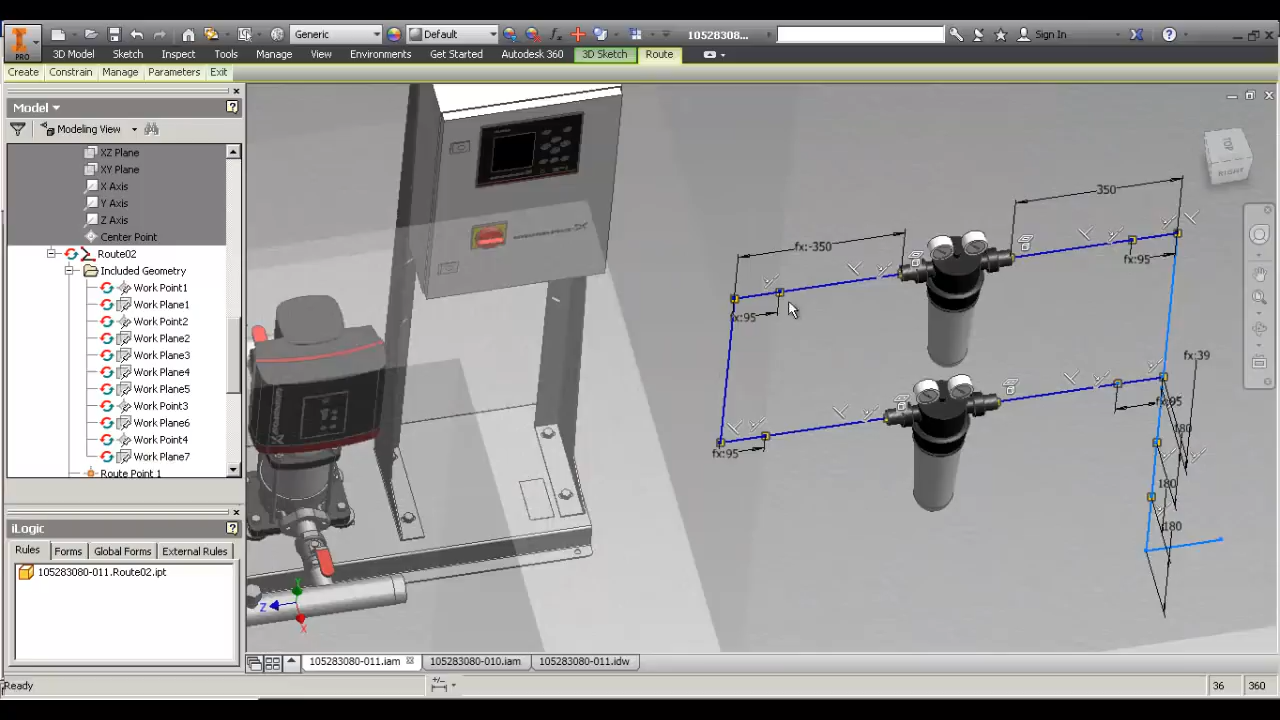 Generic
Default
fx
10528308...
Sign In
PRO
3D Model
Sketch
Inspect
Tools
Manage
View
Environments
Get Started
Autodesk 360
3D Sketch
Route
Create
Constrain
Manage
Parameters
Exit
Model
Modeling View
XZ Plane
XY Plane
X Axis
Y Axis
Z Axis
Center Point
Route02
Included Geometry
Work Point1
Work Plane1
Work Point2
Work Plane2
Work Plane3
Work Plane4
Work Plane5
Work Point3
Work Plane6
Work Point4
Work Plane7
Route Point 1
iLogic
Rules
Forms
Global Forms
External Rules
105283080-011.Route02.ipt
TOP
RIGHT
350
fx:-350
fx:95
fx:95
fx:39
fx:95
180
fx:95
180
180
Y
Z
X
105283080-011.iam
105283080-010.iam
105283080-011.idw
Ready
36
360